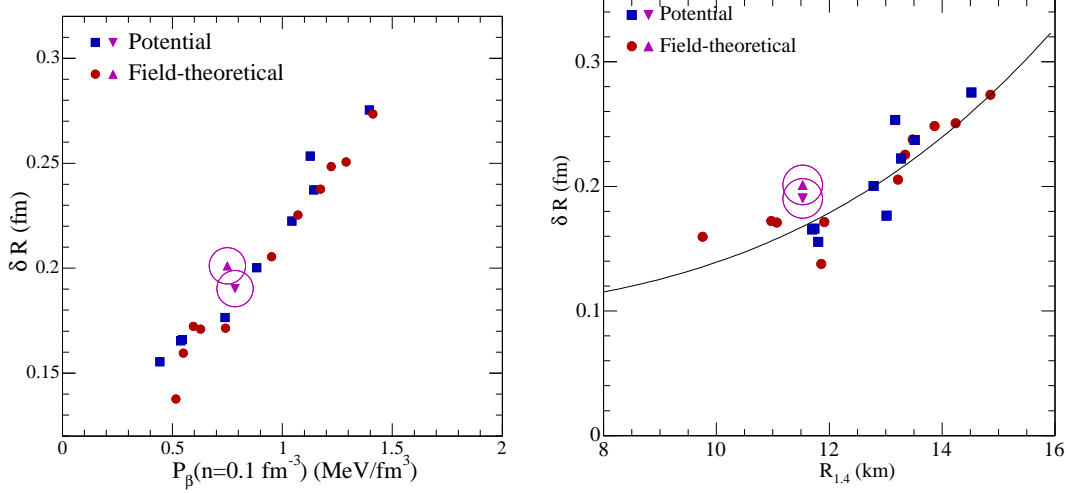 Potential
Field-theoretical
0.3
0.25
0.2
0.15
δ R (fm)
0
0.5
1
1.5
2
P_β(n=0.1 fm⁻³) (MeV/fm³)
Potential
Field-theoretical
0.3
0.2
0.1
0
δ R (fm)
8
10
12
14
16
R_1.4 (km)